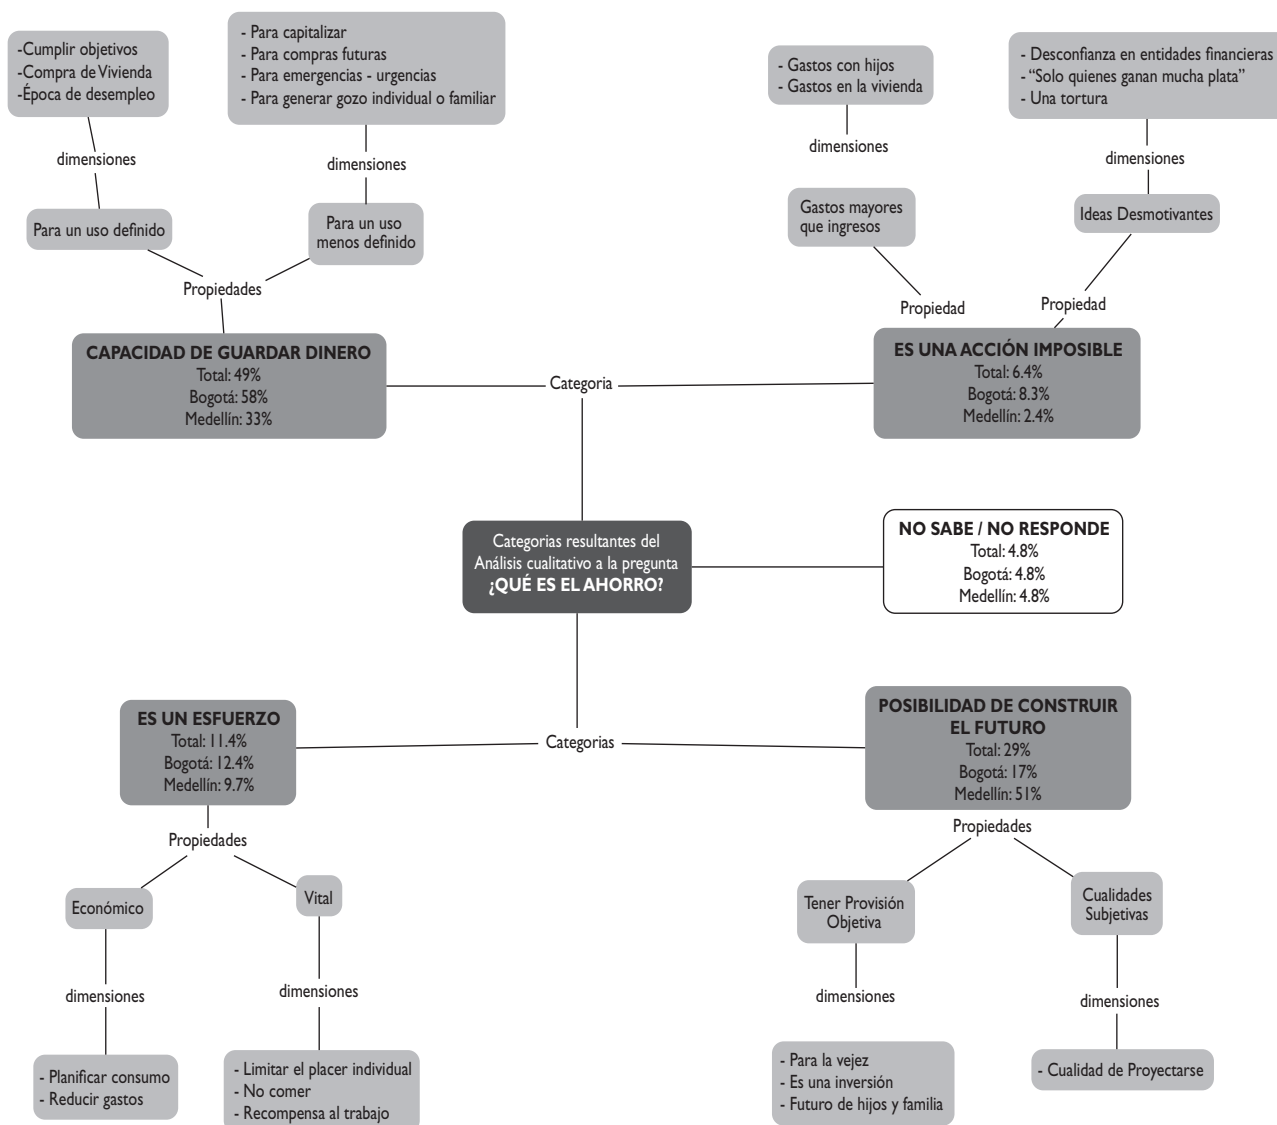 -Cumplir objetivos
-Compra de Vivienda
-Época de desempleo
- Para capitalizar
- Para compras futuras
- Para emergencias - urgencias
- Para generar gozo individual o familiar
- Gastos con hijos
- Gastos en la vivienda
- Desconfianza en entidades financieras
- “Solo quienes ganan mucha plata”
- Una tortura
dimensiones
dimensiones
dimensiones
dimensiones
Para un uso definido
Para un uso
menos definido
Gastos mayores
que ingresos
Ideas Desmotivantes
Propiedades
Propiedad
Propiedad
CAPACIDAD DE GUARDAR DINERO
Total: 49%
Bogotá: 58%
Medellín: 33%
Categoria
ES UNA ACCIÓN IMPOSIBLE
Total: 6.4%
Bogotá: 8.3%
Medellín: 2.4%
Categorias resultantes del
Análisis cualitativo a la pregunta
¿QUÉ ES EL AHORRO?
NO SABE / NO RESPONDE
Total: 4.8%
Bogotá: 4.8%
Medellín: 4.8%
ES UN ESFUERZO
Total: 11.4%
Bogotá: 12.4%
Medellín: 9.7%
Categorias
POSIBILIDAD DE CONSTRUIR
EL FUTURO
Total: 29%
Bogotá: 17%
Medellín: 51%
Propiedades
Propiedades
Económico
Vital
Tener Provisión
Objetiva
Cualidades
Subjetivas
dimensiones
dimensiones
dimensiones
dimensiones
- Planificar consumo
- Reducir gastos
- Limitar el placer individual
- No comer
- Recompensa al trabajo
- Para la vejez
- Es una inversión
- Futuro de hijos y familia
- Cualidad de Proyectarse